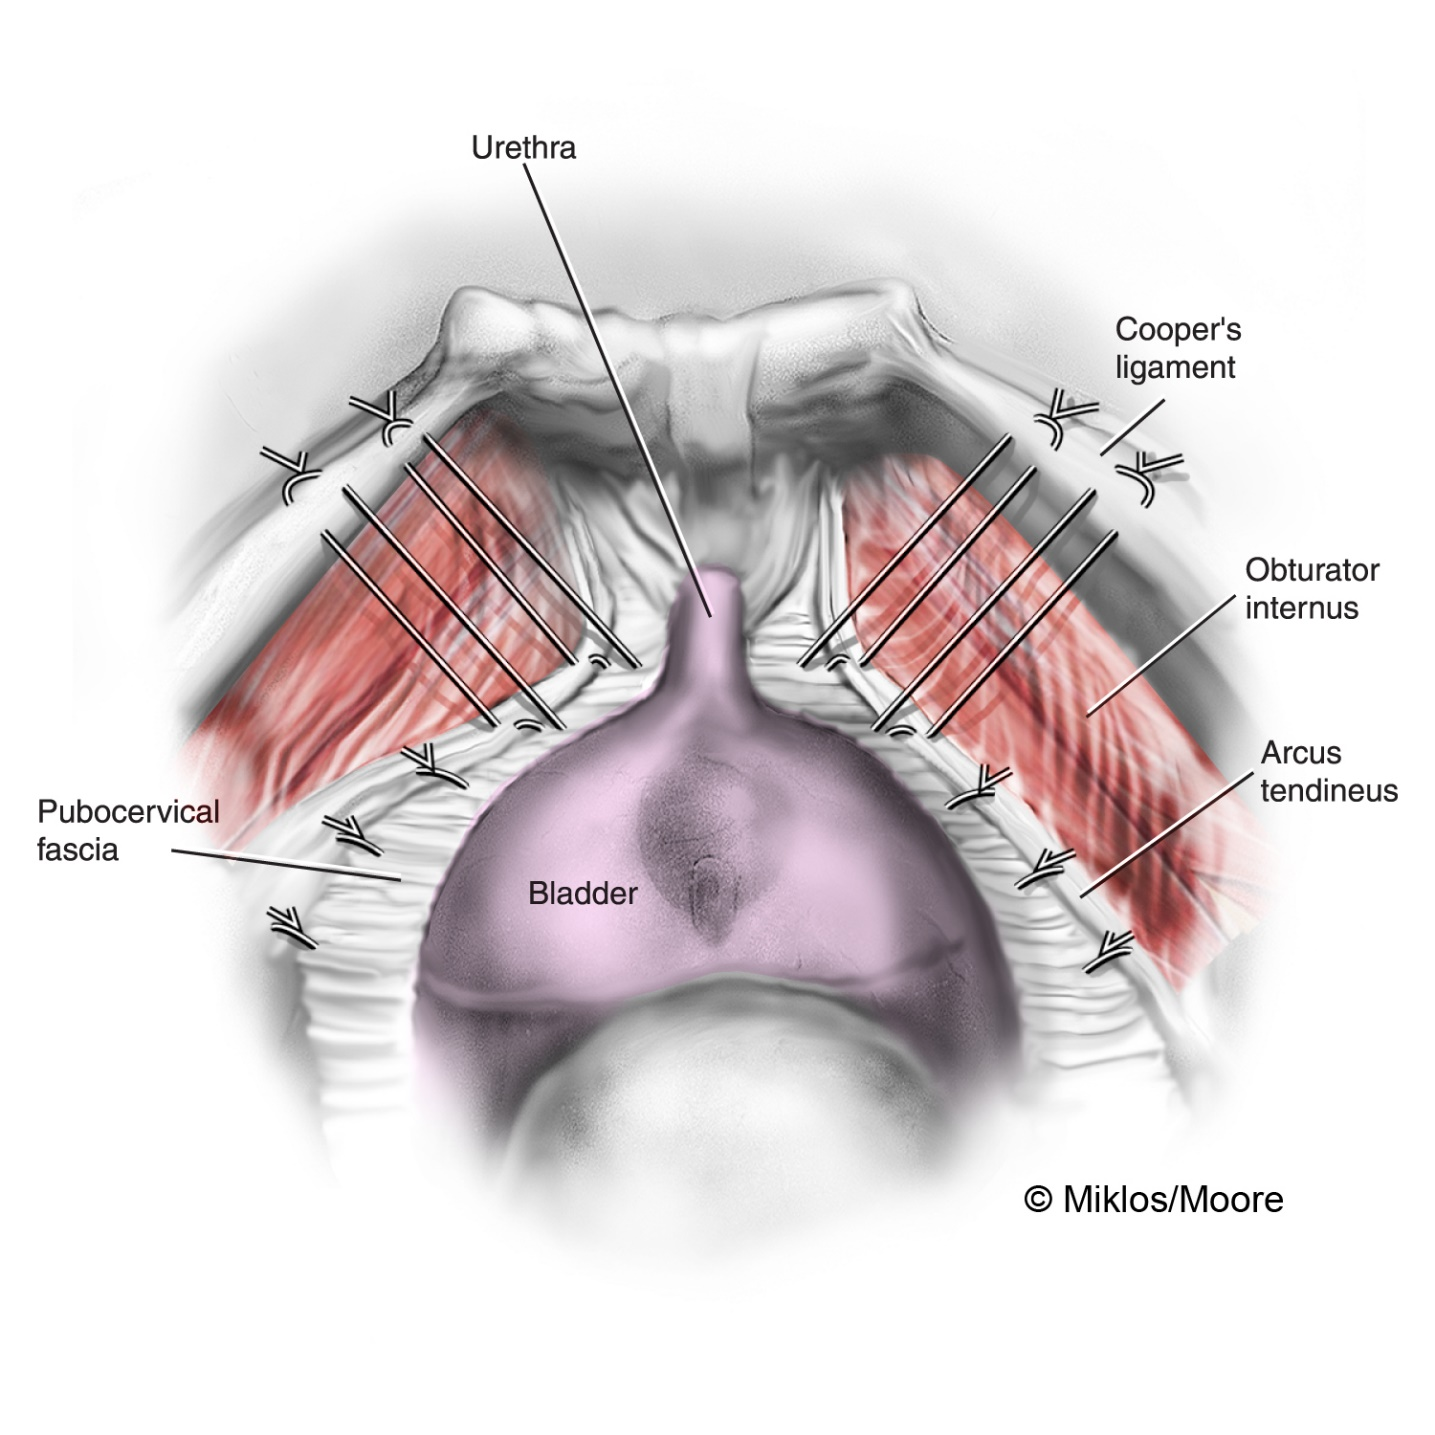 Urethra
Cooper's
ligament
Obturator
internus
Arcus
tendineus
Pubocervical
fascia
Bladder
© Miklos/Moore